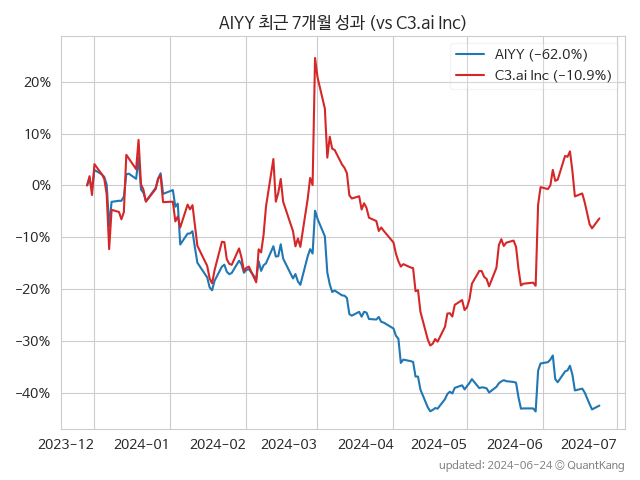 AIYY 최근 7개월 성과 (vs C3.ai Inc)
AIYY (−62.0%)
C3.ai Inc (−10.9%)
20%
10%
0%
−10%
−20%
−30%
−40%
2023−12 2024−01 2024−02 2024−03 2024−04 2024−05 2024−06 2024−07
updated: 2024−06−24 © QuantKang